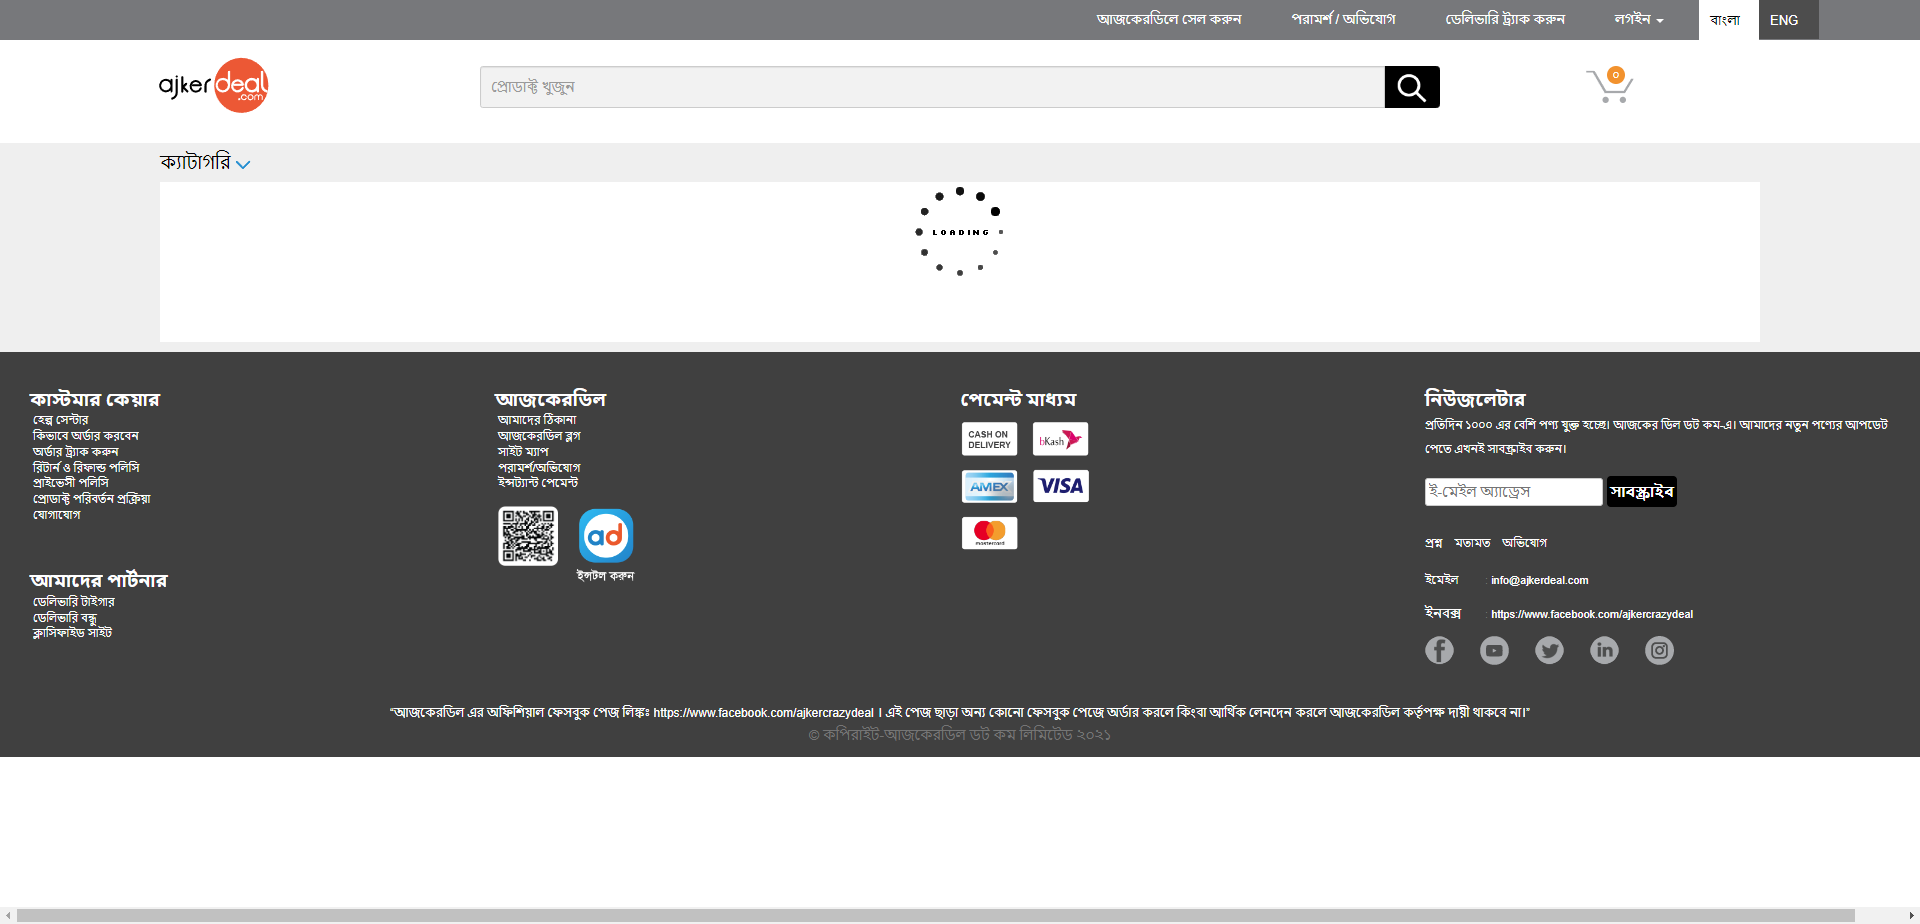 আজকেরডিলে সেল করুন পরামর্শ / অভিযোগ ডেলিভারি ট্র্যাক করুন লগইন বাংলা ENG
ajkerdeal.com
প্রোডাক্ট খুজুন
0
ক্যাটাগরি
LOADING
কাস্টমার কেয়ার
হেল্প সেন্টার
কিভাবে অর্ডার করবেন
অর্ডার ট্র্যাক করুন
রিটার্ন ও রিফান্ড পলিসি
প্রাইভেসী পলিসি
প্রোডাক্ট পরিবর্তন প্রক্রিয়া
যোগাযোগ
আমাদের পার্টনার
ডেলিভারি টাইগার
ডেলিভারি বন্ধু
ক্লাসিফাইড সাইট
আজকেরডিল
আমাদের ঠিকানা
আজকেরডিল ব্লগ
সাইট ম্যাপ
পরামর্শ/অভিযোগ
ইন্সট্যান্ট পেমেন্ট
ad
ইন্সটল করুন
পেমেন্ট মাধ্যম
CASH ON
DELIVERY
bKash
AMEX
VISA
mastercard
নিউজলেটার
প্রতিদিন ১০০০ এর বেশি পণ্য যুক্ত হচ্ছে। আজকের ডিল ডট কম-এ। আমাদের নতুন পণ্যের আপডেট
পেতে এখনই সাবস্ক্রাইব করুন।
ই-মেইল অ্যাড্রেস সাবস্ক্রাইব
প্রশ্ন মতামত অভিযোগ
ইমেইল : info@ajkerdeal.com
ইনবক্স : https://www.facebook.com/ajkercrazydeal
"আজকেরডিল এর অফিশিয়াল ফেসবুক পেজ লিঙ্কঃ https://www.facebook.com/ajkercrazydeal । এই পেজ ছাড়া অন্য কোনো ফেসবুক পেজে অর্ডার করলে কিংবা আর্থিক লেনদেন করলে আজকেরডিল কর্তৃপক্ষ দায়ী থাকবে না।"
© কপিরাইট-আজকেরডিল ডট কম লিমিটেড ২০২১